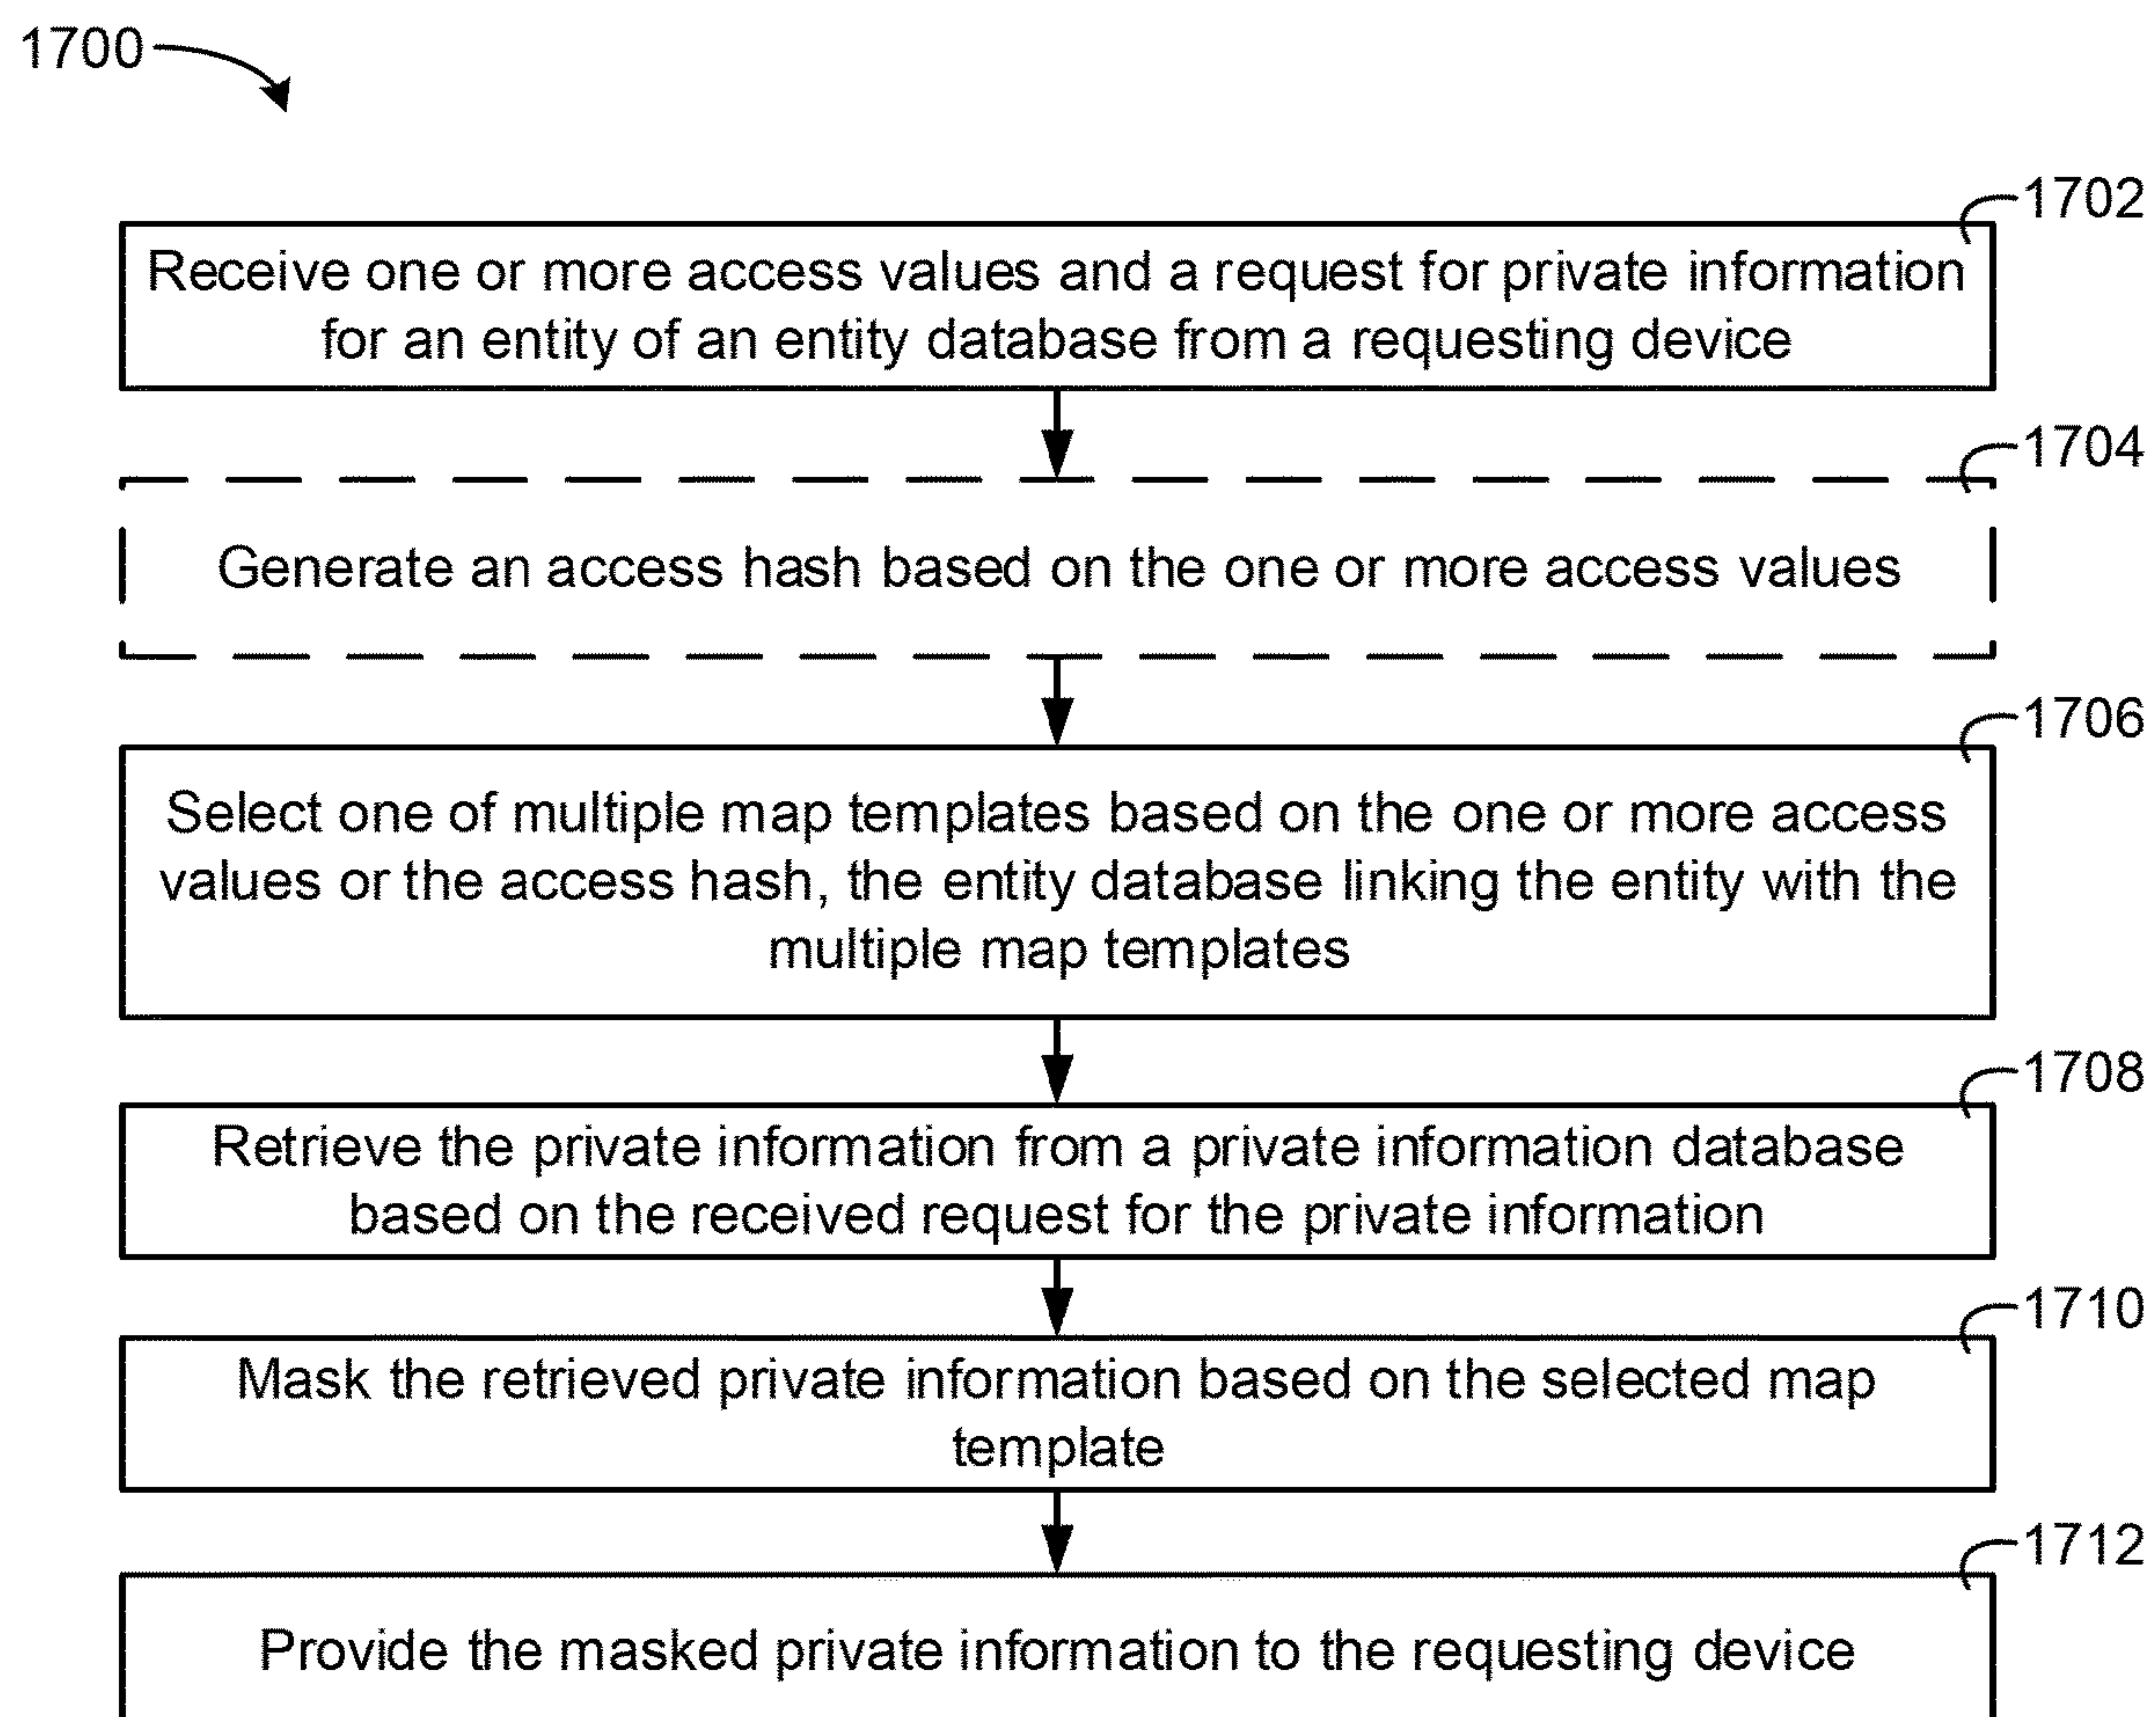 1700
1702
Receive one or more access values and a request for private information
for an entity of an entity database from a requesting device
1704
Generate an access hash based on the one or more access values
1706
Select one of multiple map templates based on the one or more access
values or the access hash, the entity database linking the entity with the
multiple map templates
1708
Retrieve the private information from a private information database
based on the received request for the private information
1710
Mask the retrieved private information based on the selected map
template
1712
Provide the masked private information to the requesting device